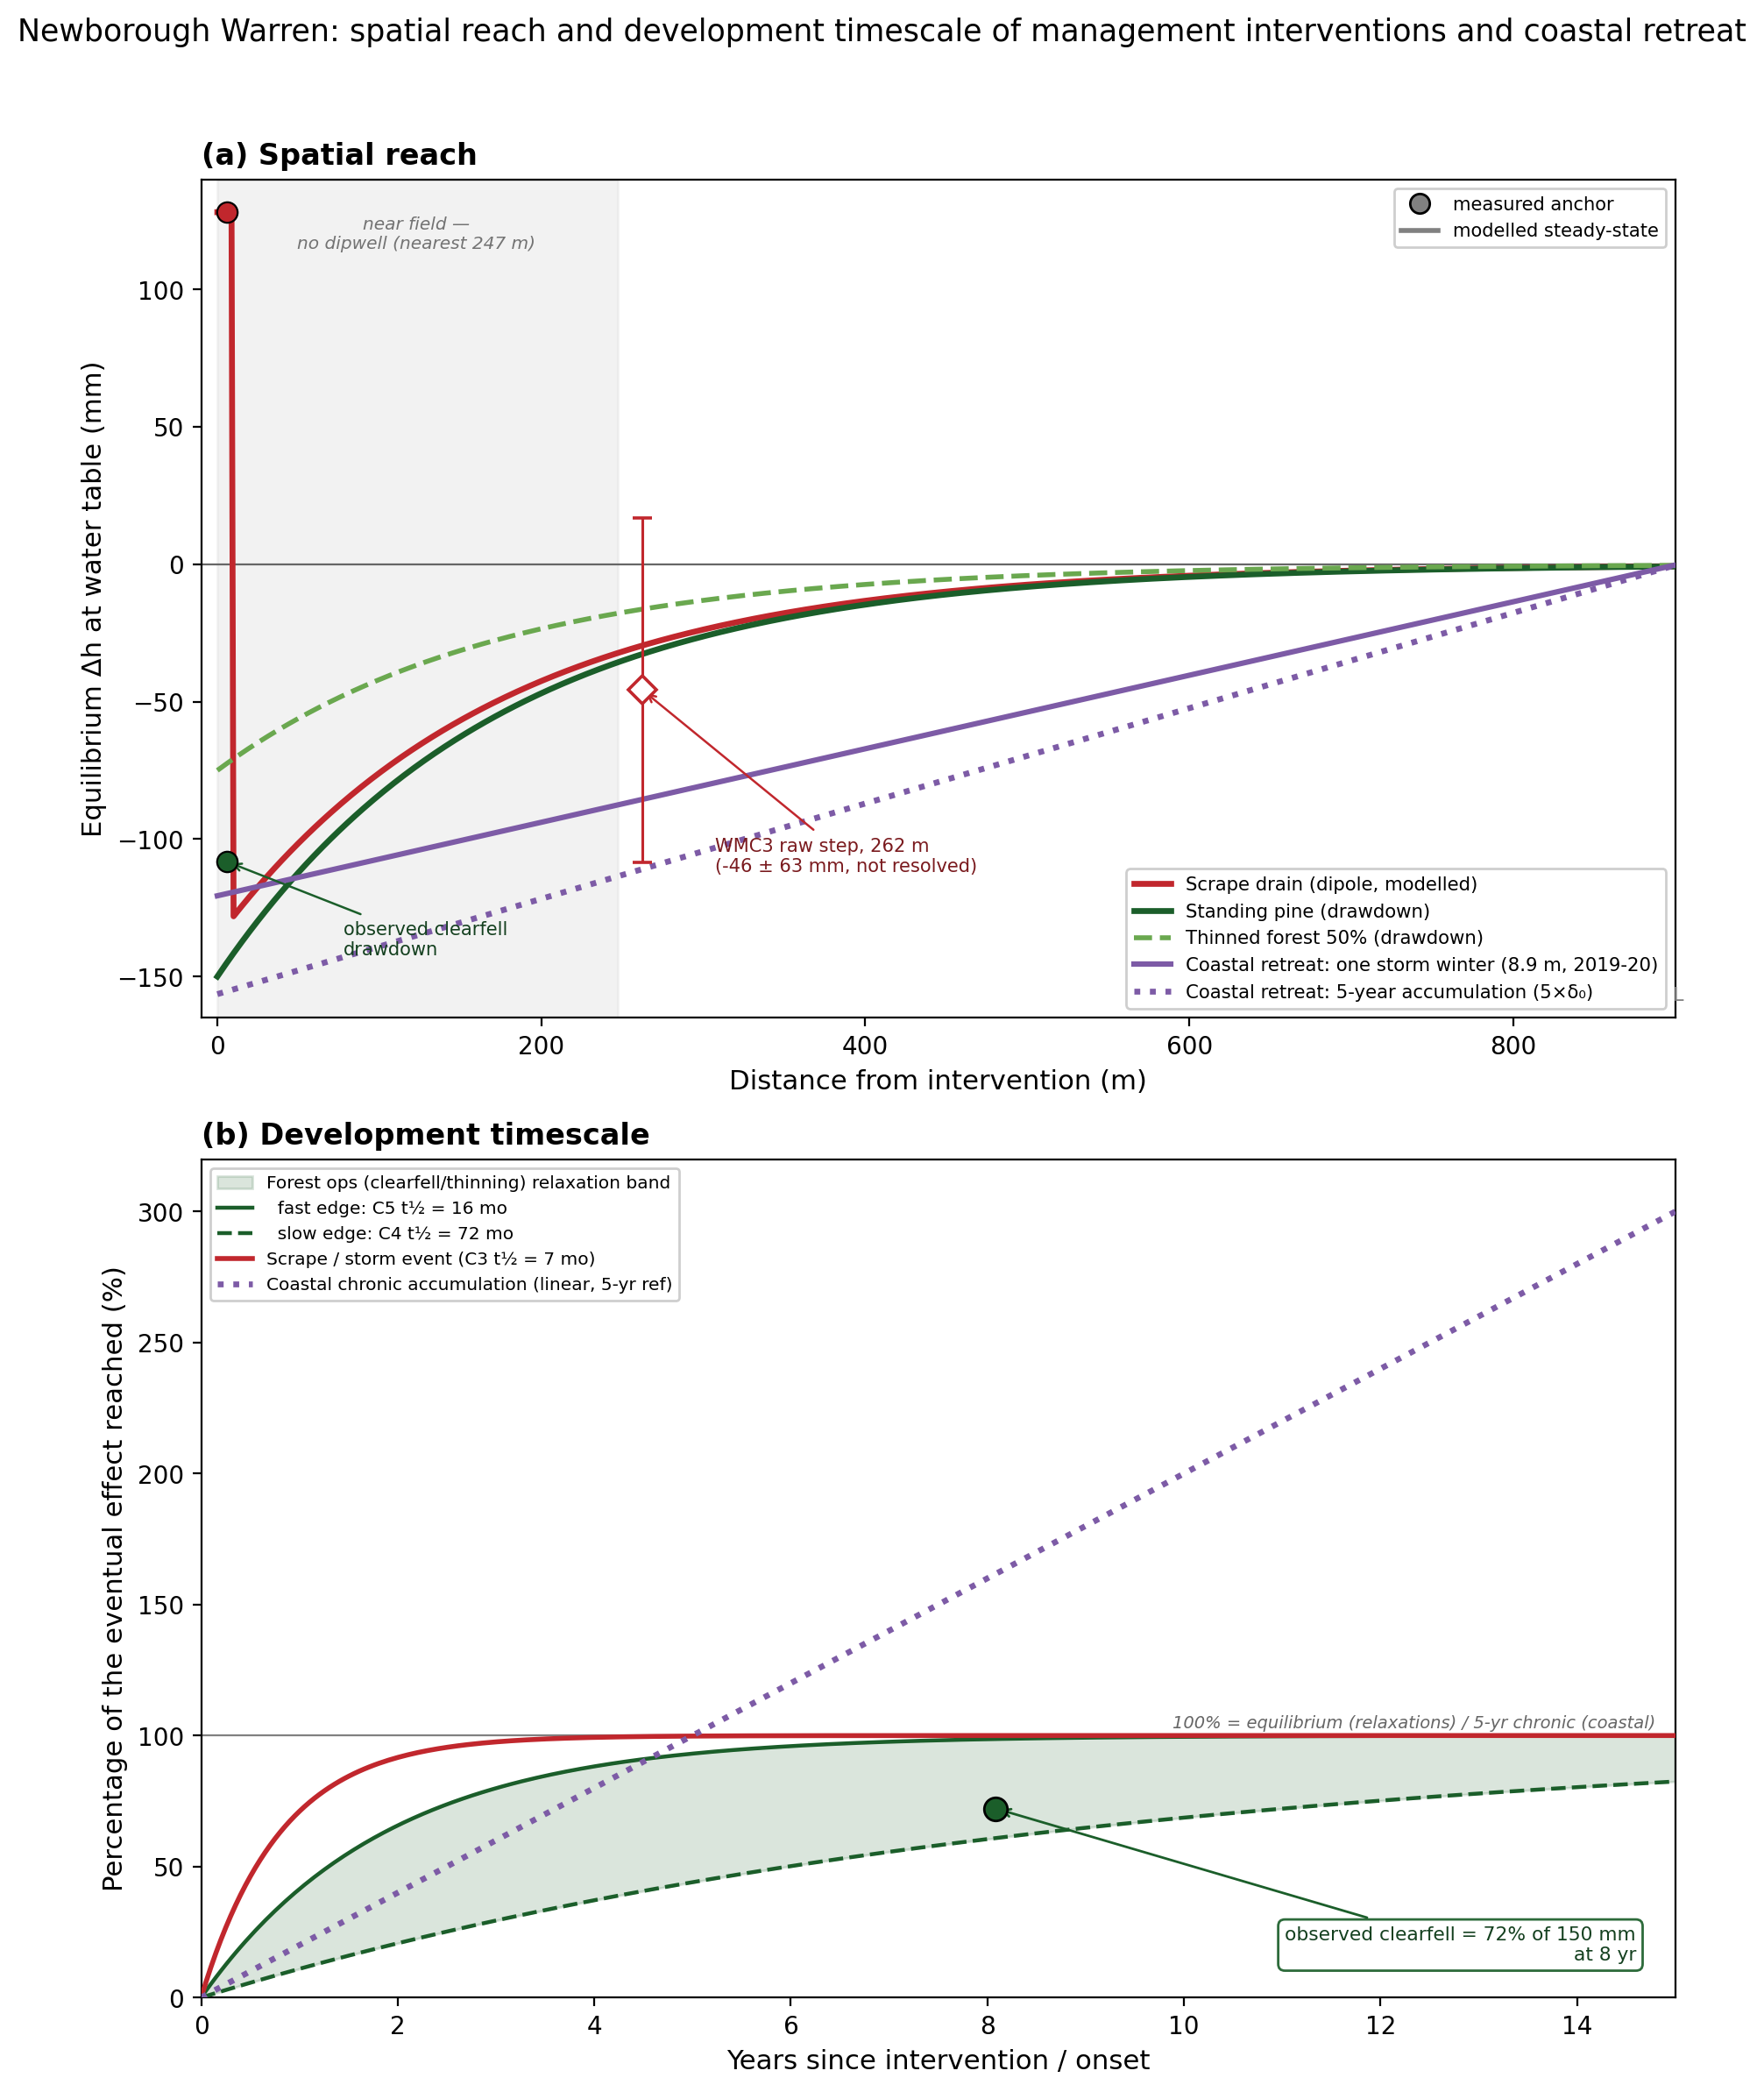 Newborough Warren: spatial reach and development timescale of management interventions and coastal retreat
(a) Spatial reach
near field —
no dipwell (nearest 247 m)
measured anchor
modelled steady-state
Equilibrium Δh at water table (mm)
100
50
0
−50
−100
−150
WMC3 raw step, 262 m
(-46 ± 63 mm, not resolved)
observed clearfell
drawdown
Scrape drain (dipole, modelled)
Standing pine (drawdown)
Thinned forest 50% (drawdown)
Coastal retreat: one storm winter (8.9 m, 2019-20)
Coastal retreat: 5-year accumulation (5×δ₀)
0 200 400 600 800
Distance from intervention (m)
(b) Development timescale
Forest ops (clearfell/thinning) relaxation band
fast edge: C5 t½ = 16 mo
slow edge: C4 t½ = 72 mo
Scrape / storm event (C3 t½ = 7 mo)
Coastal chronic accumulation (linear, 5-yr ref)
Percentage of the eventual effect reached (%)
300
250
200
150
100
50
0
100% = equilibrium (relaxations) / 5-yr chronic (coastal)
observed clearfell = 72% of 150 mm
at 8 yr
0 2 4 6 8 10 12 14
Years since intervention / onset